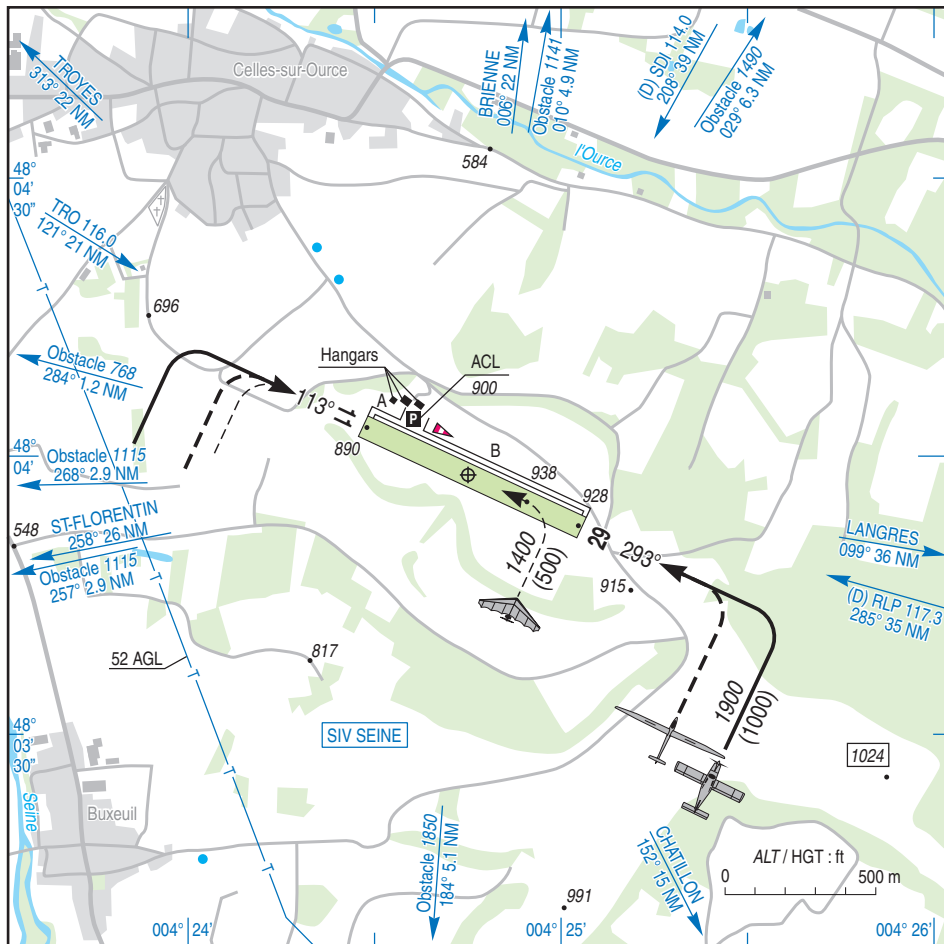 TROYES
313° 22 NM
Celles-sur-Ource
BRIENNE
006° 22 NM
Obstacle 1141
010° 4.9 NM
(D) SDI 114.0
208° 39 NM
Obstacle 1490
029° 6.3 NM
584
l'Ource
48°
04'
30"
TRO 116.0
121° 21 NM
696
Obstacle 768
284° 1.2 NM
Hangars
ACL
900
A
P
113°
11
890
B
938
928
48°
04'
Obstacle 1115
268° 2.9 NM
ST-FLORENTIN
258° 26 NM
548
Obstacle 1115
257° 2.9 NM
29
293°
LANGRES
099° 36 NM
(D) RLP 117.3
285° 35 NM
1400
(500)
915
52 AGL
817
T
T
T
T
T
T
1900
(1000)
48°
03'
30"
SIV SEINE
1024
Seine
Buxeuil
Obstacle 1850
184° 5.1 NM
CHATILLON
152° 15 NM
ALT / HGT : ft
0
500 m
991
004° 24'
004° 25'
004° 26'